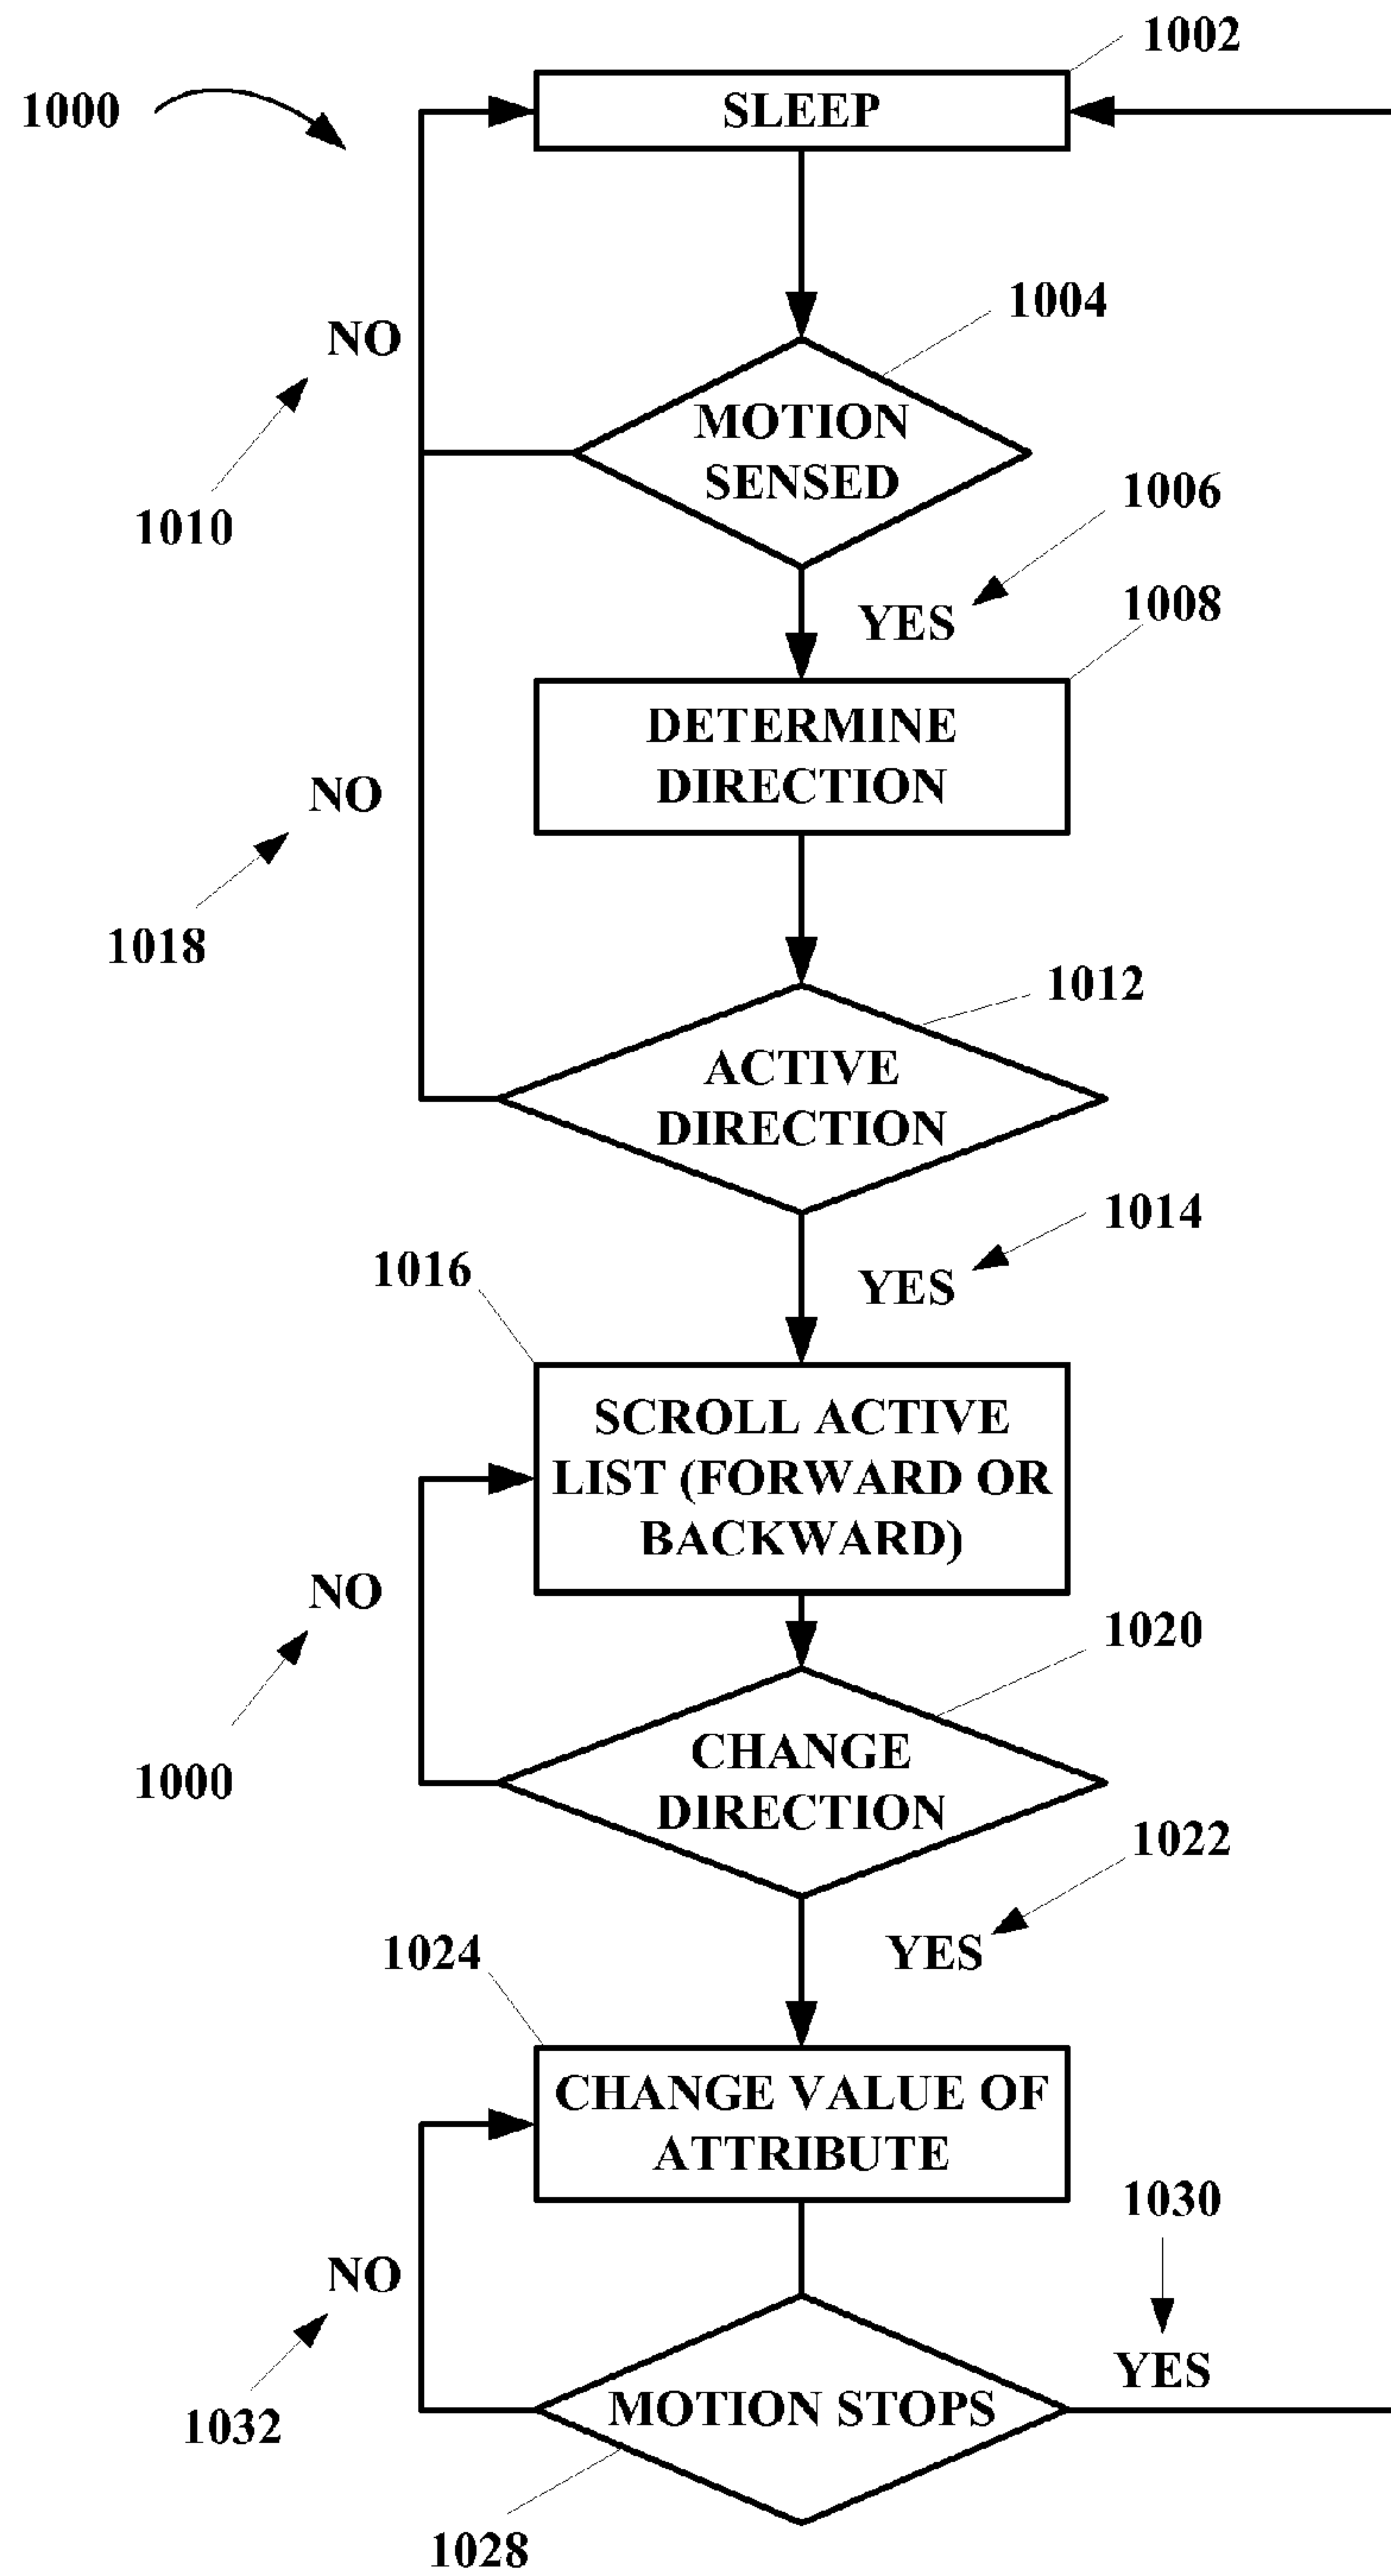 1002
1000
SLEEP
1004
NO
MOTION
SENSED
1006
1010
1008
YES
DETERMINE
DIRECTION
NO
1018
1012
ACTIVE
DIRECTION
1014
1016
YES
SCROLL ACTIVE
LIST (FORWARD OR
BACKWARD)
NO
1020
1000
CHANGE
DIRECTION
1022
1024
YES
CHANGE VALUE OF
ATTRIBUTE
1030
NO
YES
1032
MOTION STOPS
1028